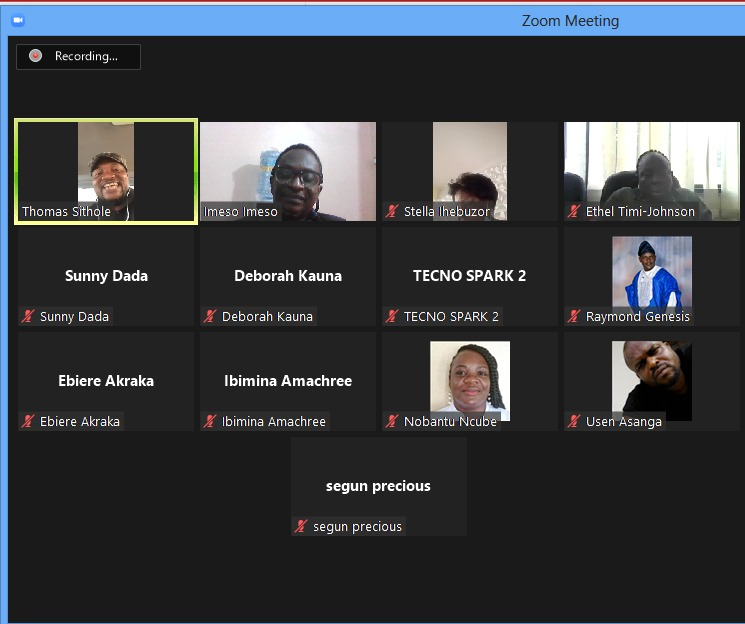 Zoom Meeting
Recording...
Thomas Sithole
Imeso Imeso
Stella Ihebuzor
Ethel Timi-Johnson
Sunny Dada
Sunny Dada
Deborah Kauna
Deborah Kauna
TECNO SPARK 2
TECNO SPARK 2
Raymond Genesis
Ebiere Akraka
Ebiere Akraka
Ibimina Amachree
Ibimina Amachree
Nobantu Ncube
Usen Asanga
segun precious
segun precious